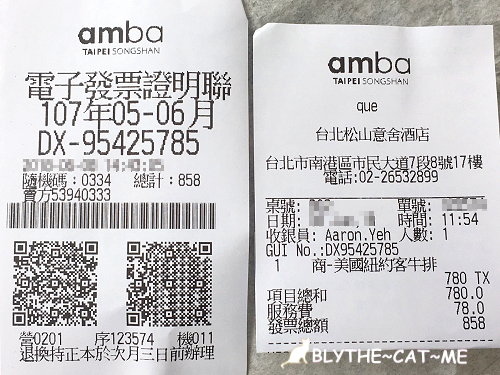 amba
TAIPEI SONGSHAN
電子發票證明聯
107年05-06月
DX-95425785
隨機碼：0334 總計：858
賣方53940333
營0201 序123574 機011
退換持正本於次月三日前辦理
amba
TAIPEI SONGSHAN
que
台北松山意舍酒店
台北市南港區市民大道7段8號17樓
電話:02-26532899
桌號: 單號:
日期: 時間: 11:54
收銀員: Aaron.Yeh 人數: 1
GUI No.:DX95425785
1 商-美國紐約客牛排
780 TX
項目總和 780.0
服務費 78.0
發票總額 858
BLYTHE~CAT~ME